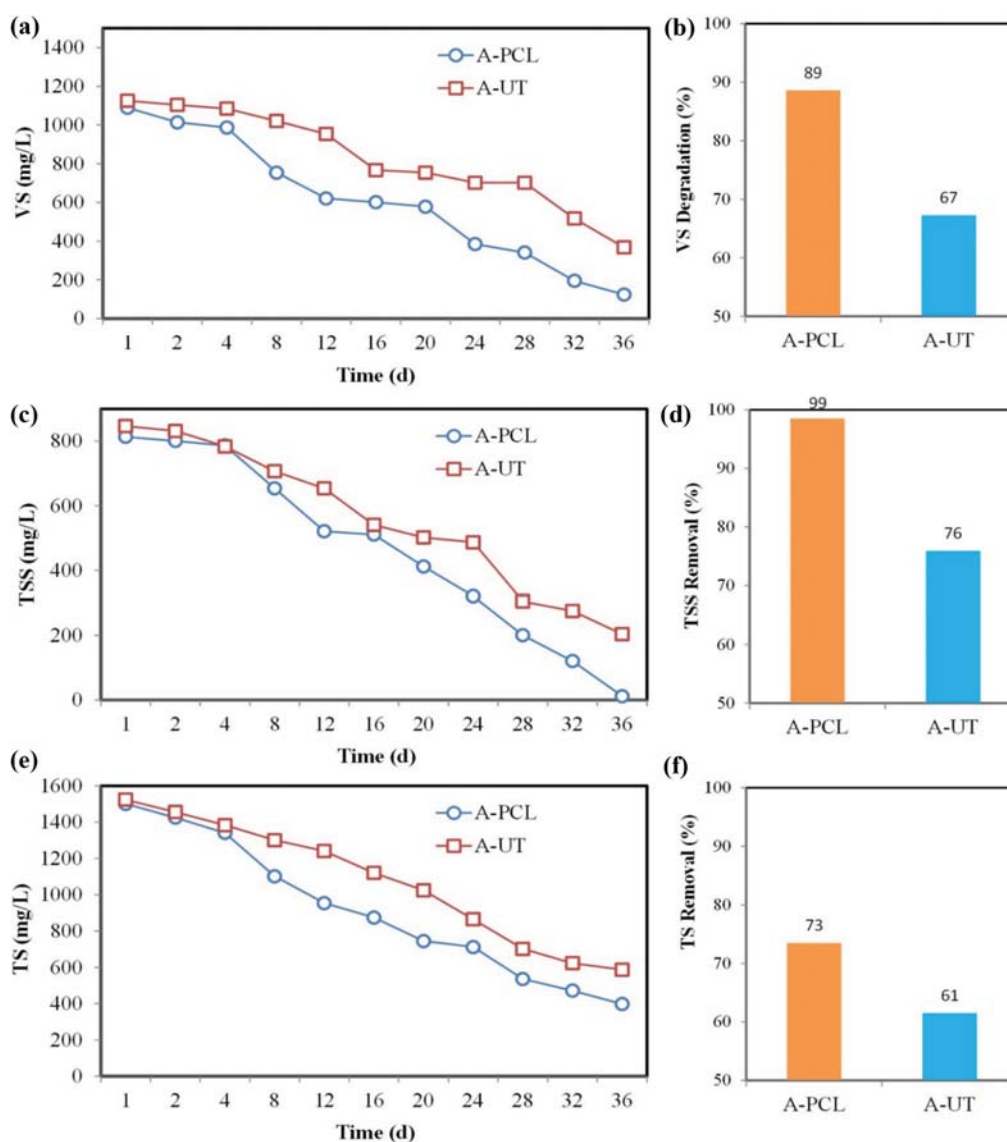 (a)
VS (mg/L)
1400
1200
1000
800
600
400
200
0
A-PCL
A-UT
1 2 4 8 12 16 20 24 28 32 36
Time (d)
(b)
VS Degradation (%)
100
90
80
70
60
50
89
67
A-PCL A-UT
(c)
TSS (mg/L)
800
600
400
200
0
A-PCL
A-UT
1 2 4 8 12 16 20 24 28 32 36
Time (d)
(d)
TSS Removal (%)
100
90
80
70
60
50
99
76
A-PCL A-UT
(e)
TS (mg/L)
1600
1400
1200
1000
800
600
400
200
0
A-PCL
A-UT
1 2 4 8 12 16 20 24 28 32 36
Time (d)
(f)
TS Removal (%)
100
90
80
70
60
50
73
61
A-PCL A-UT